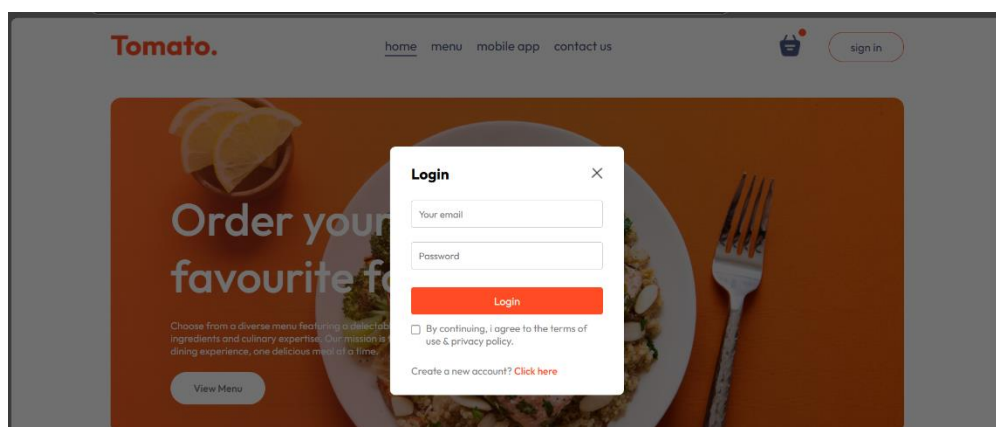 Tomato.
home menu mobile app contact us
sign in
Order your
favourite fo
Choose from a diverse menu featuring a delectab
ingredients and culinary expertise. Our mission is t
dining experience, one delicious meal at a time.
View Menu
Login
Your email
Password
Login
By continuing, i agree to the terms of
use & privacy policy.
Create a new account? Click here